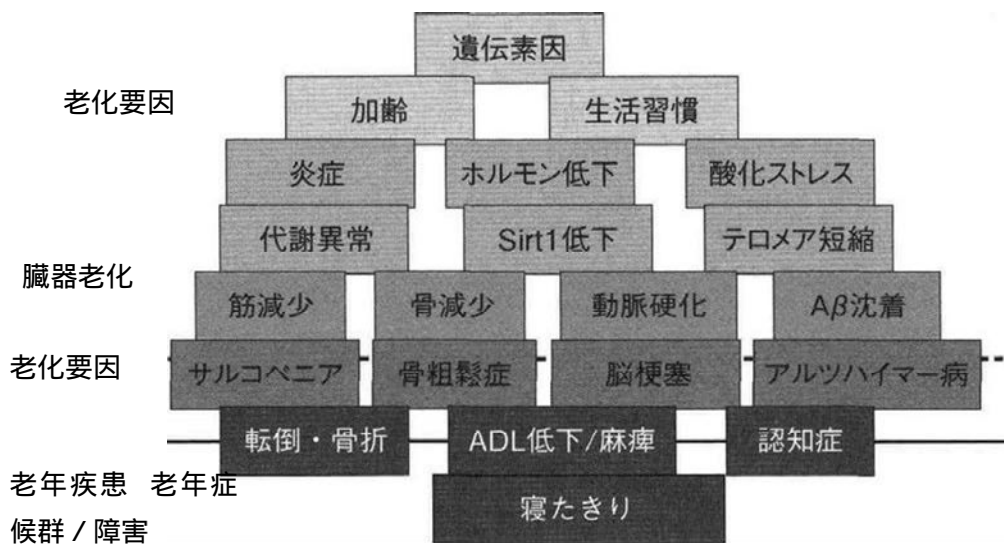 遺伝素因
老化要因
加齢
生活習慣
炎症
ホルモン低下
酸化ストレス
代謝異常
Sirt1低下
テロメア短縮
臓器老化
筋減少
骨減少
動脈硬化
Aβ沈着
老化要因
サルコペニア
骨粗鬆症
脳梗塞
アルツハイマー病
転倒・骨折
ADL低下/麻痺
認知症
老年疾患 老年症
候群/障害
寝たきり